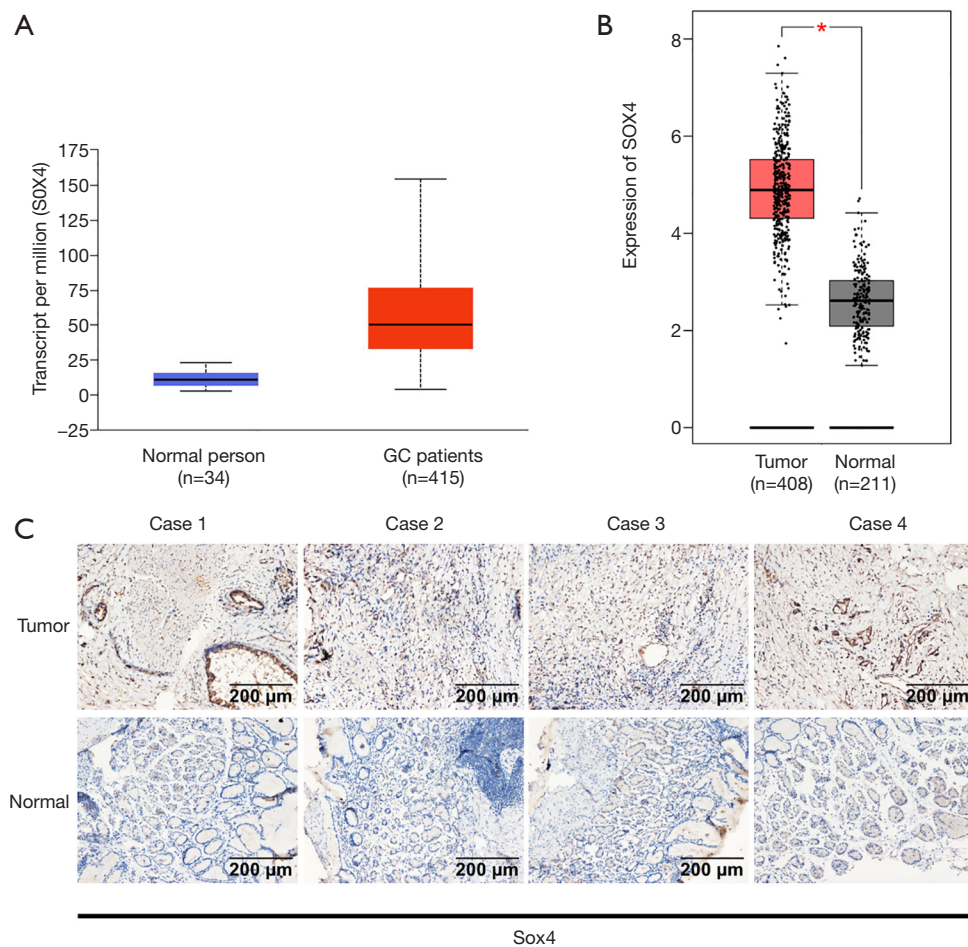 A
Transcript per million (S0X4)
175
150
125
100
75
50
25
0
−25
Normal person
(n=34)
GC patients
(n=415)
B
Expression of SOX4
8
6
4
2
0
*
Tumor
(n=408)
Normal
(n=211)
C
Case 1
Case 2
Case 3
Case 4
Tumor
200 µm
200 µm
200 µm
200 µm
Normal
200 µm
200 µm
200 µm
200 µm
Sox4